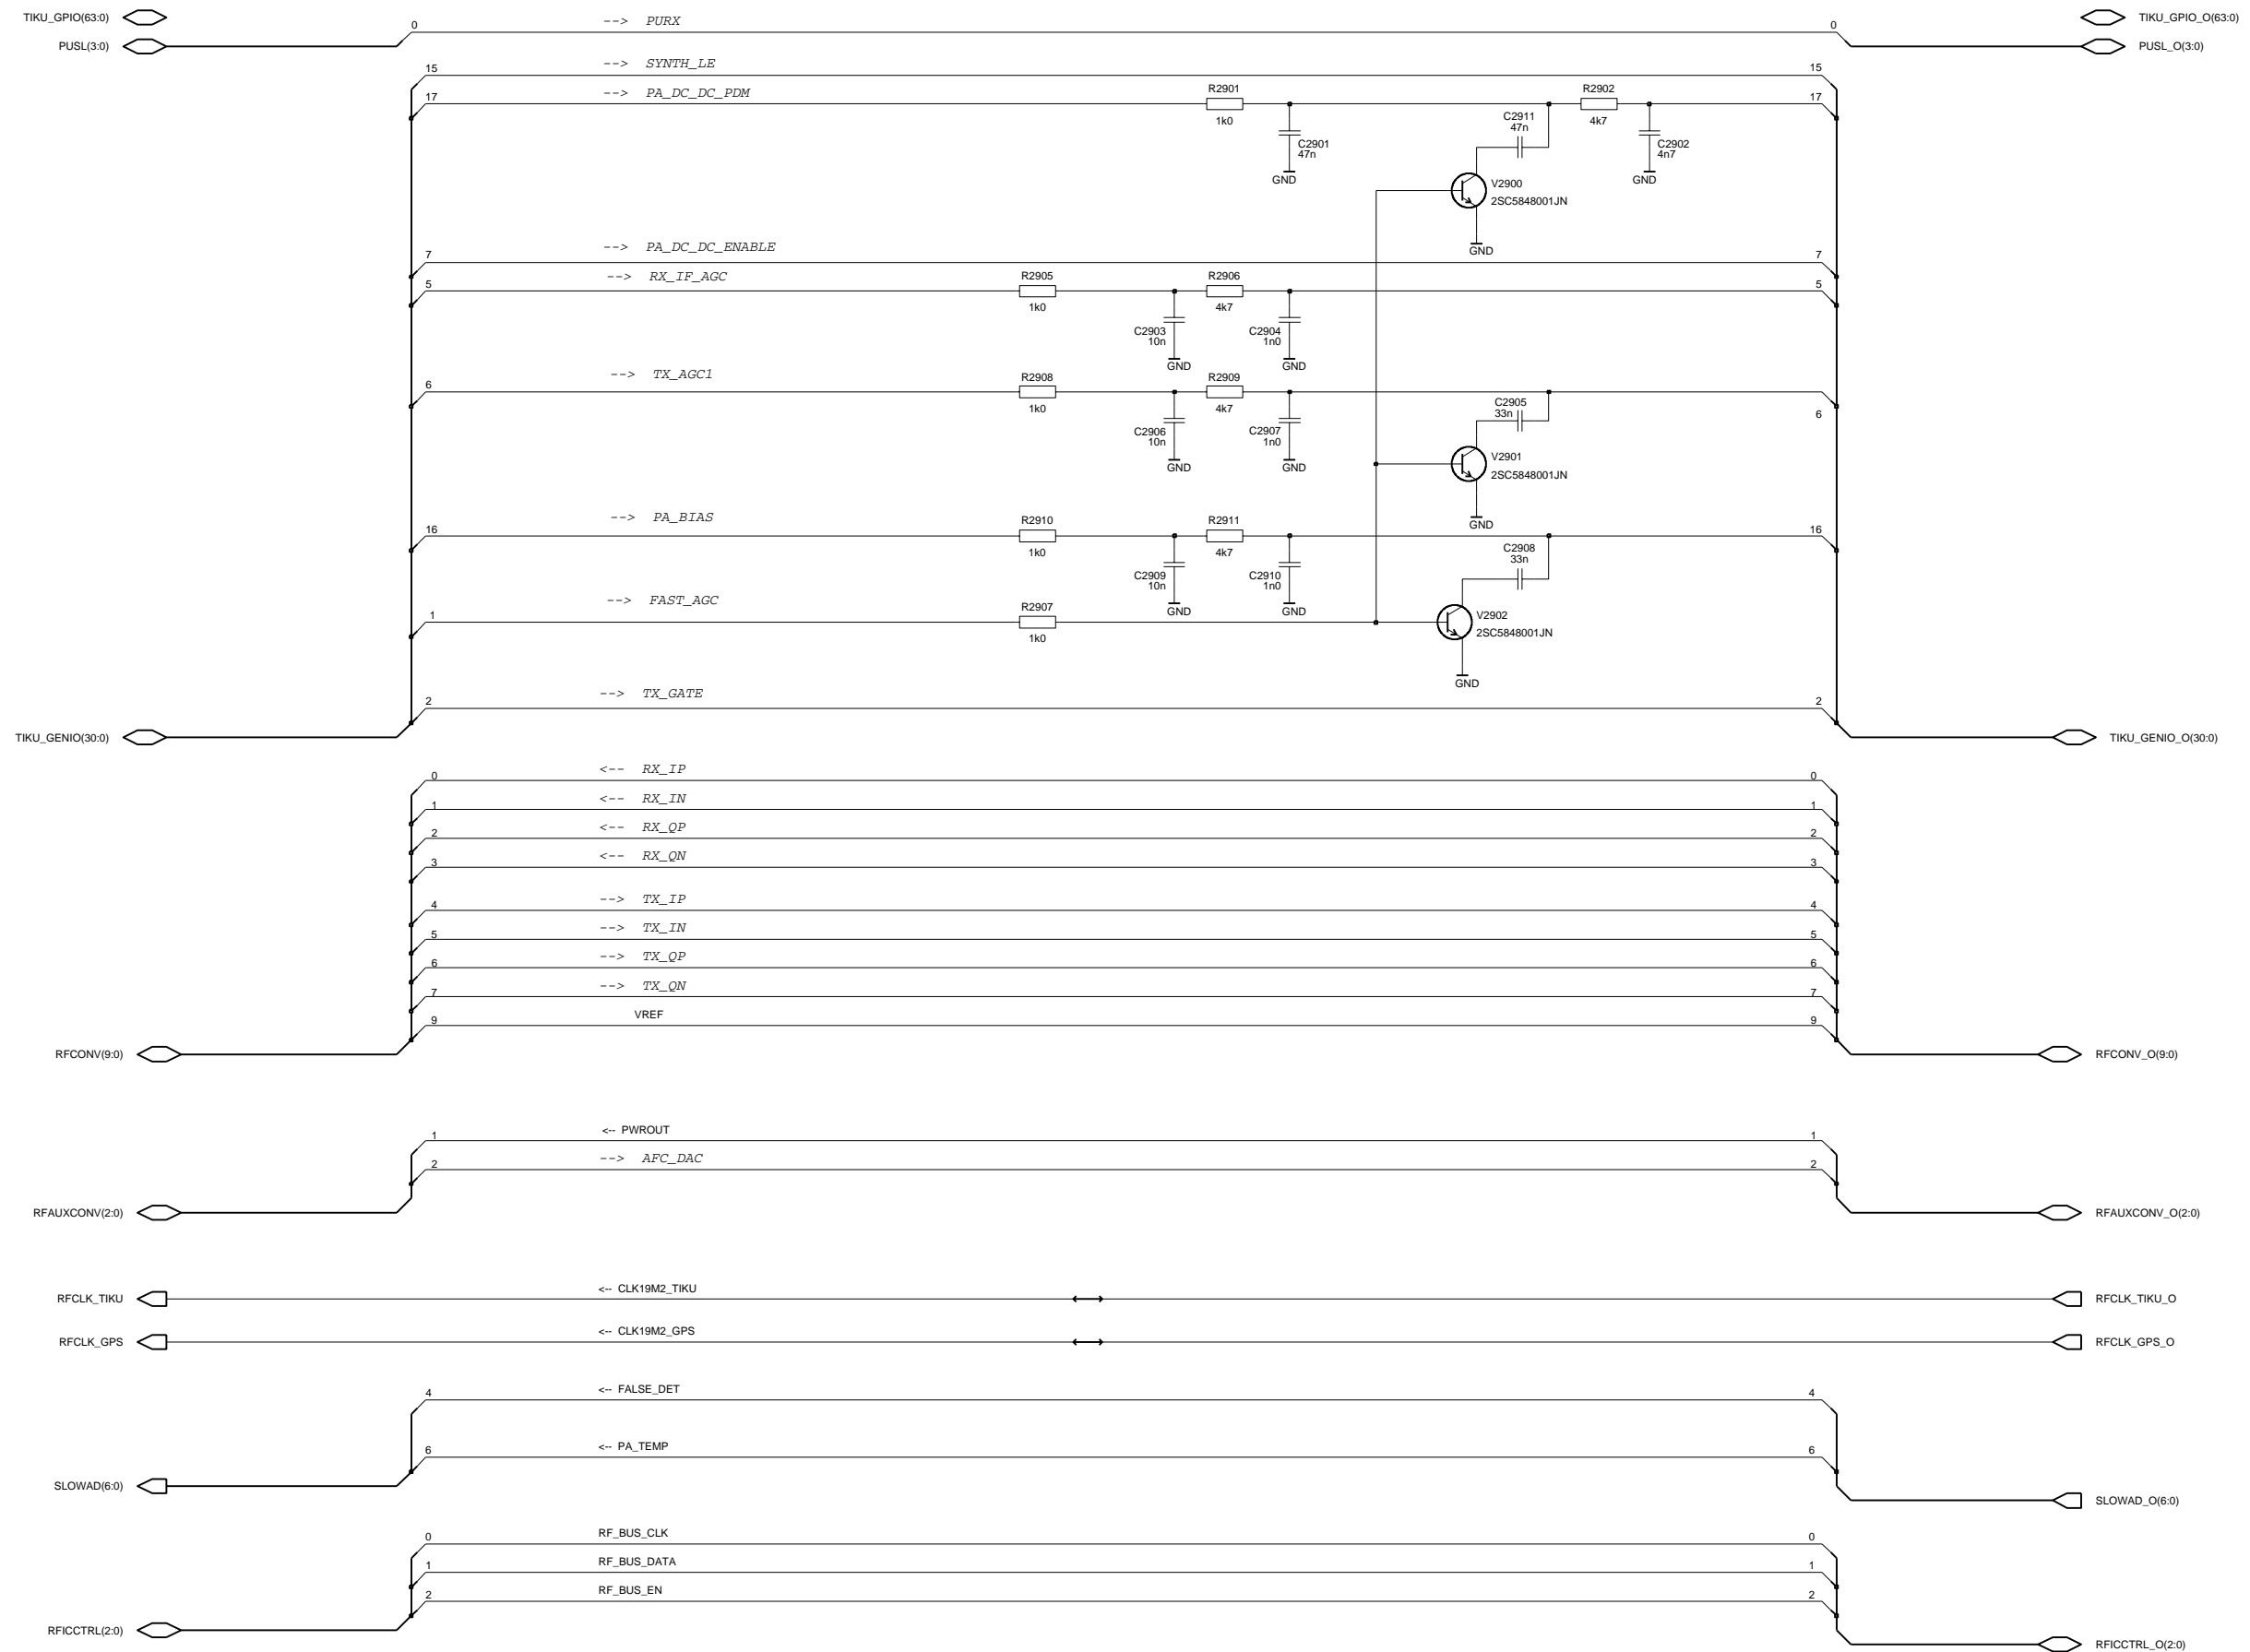 TIKU_GPIO(63:0)
TIKU_GPIO_O(63:0)
0 --> PURX 0
PUSL(3:0)
PUSL_O(3:0)
15 --> SYNTH_LE 15
17 --> PA_DC_DC_PDM R2901 R2902 17
1k0
4k7
C2911
47n
C2901
47n
GND
C2902
4n7
GND
V2900
2SC5848001JN
GND
7 --> PA_DC_DC_ENABLE 7
5 --> RX_IF_AGC R2905 R2906 5
1k0
4k7
C2903
10n
GND
C2904
1n0
GND
6 --> TX_AGC1 R2908 R2909
1k0
4k7
C2905
33n
6
C2906
10n
GND
C2907
1n0
GND
V2901
2SC5848001JN
GND
16 --> PA_BIAS R2910 R2911 16
1k0
4k7
C2908
33n
C2909
10n
GND
C2910
1n0
GND
1 --> FAST_AGC R2907
1k0
V2902
2SC5848001JN
GND
2 --> TX_GATE 2
TIKU_GENIO(30:0)
TIKU_GENIO_O(30:0)
0 <-- RX_IP 0
1 <-- RX_IN 1
2 <-- RX_QP 2
3 <-- RX_QN 3
4 --> TX_IP 4
5 --> TX_IN 5
6 --> TX_QP 6
7 --> TX_QN 7
9 VREF 9
RFCONV(9:0)
RFCONV_O(9:0)
1 <-- PWROUT 1
2 --> AFC_DAC 2
RFAUXCONV(2:0)
RFAUXCONV_O(2:0)
<-- CLK19M2_TIKU
RFCLK_TIKU
RFCLK_TIKU_O
<-- CLK19M2_GPS
RFCLK_GPS
RFCLK_GPS_O
4 <-- FALSE_DET 4
6 <-- PA_TEMP 6
SLOWAD(6:0)
SLOWAD_O(6:0)
0 RF_BUS_CLK 0
1 RF_BUS_DATA 1
2 RF_BUS_EN 2
RFICCTRL(2:0)
RFICCTRL_O(2:0)